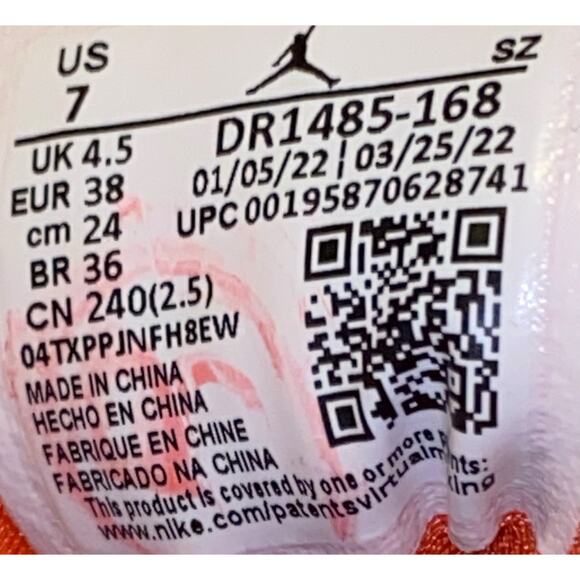 US
7
SZ
DR1485-168
01/05/22 | 03/25/22
UPC 00195870628741
UK 4.5
EUR 38
cm 24
BR 36
CN 240(2.5)
04TXPPJNFH8EW
MADE IN CHINA
HECHO EN CHINA
FABRIQUE EN CHINE
FABRICADO NA CHINA
This product is covered by one or more
www.nike.com/patentsvirtualm